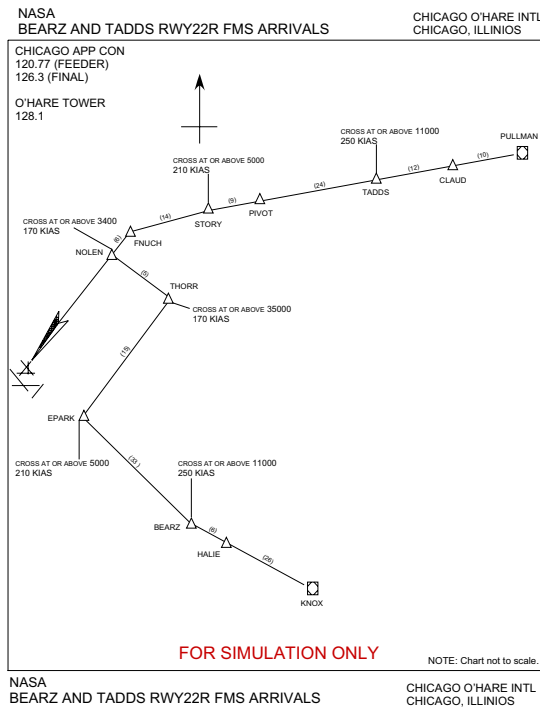 NASA
BEARZ AND TADDS RWY22R FMS ARRIVALS
CHICAGO O'HARE INTL
CHICAGO, ILLINIOS
CHICAGO APP CON
120.77 (FEEDER)
126.3 (FINAL)
O'HARE TOWER
128.1
CROSS AT OR ABOVE 11000
250 KIAS
PULLMAN
(10)
(12)
CLAUD
TADDS
CROSS AT OR ABOVE 5000
210 KIAS
(24)
(9)
PIVOT
STORY
(14)
CROSS AT OR ABOVE 3400
170 KIAS
FNUCH
(6)
NOLEN
(5)
THORR
CROSS AT OR ABOVE 35000
170 KIAS
(15)
EPARK
CROSS AT OR ABOVE 5000
210 KIAS
(33)
CROSS AT OR ABOVE 11000
250 KIAS
BEARZ
(6)
HALIE
(26)
KNOX
FOR SIMULATION ONLY
NOTE: Chart not to scale.
NASA
BEARZ AND TADDS RWY22R FMS ARRIVALS
CHICAGO O'HARE INTL
CHICAGO, ILLINIOS